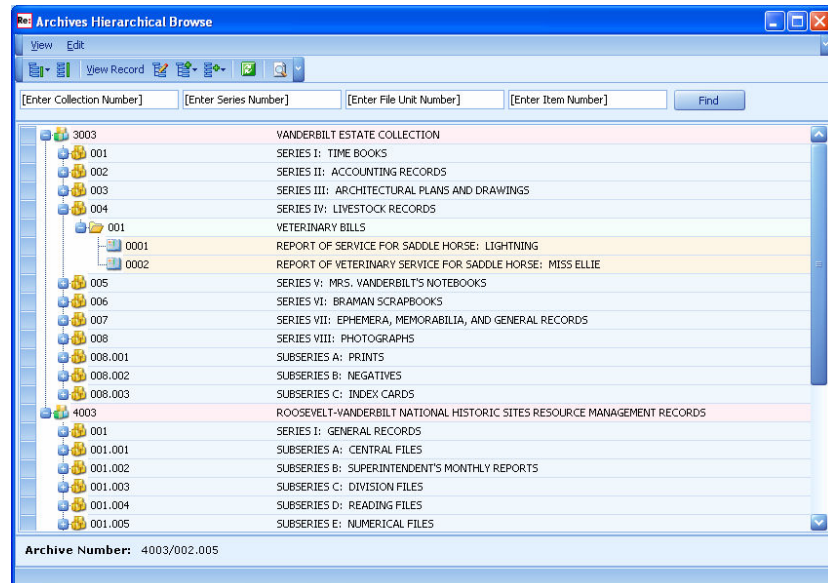 Re: Archives Hierarchical Browse
View Edit
View Record
[Enter Collection Number] [Enter Series Number] [Enter File Unit Number] [Enter Item Number] Find
3003 VANDERBILT ESTATE COLLECTION
001 SERIES I: TIME BOOKS
002 SERIES II: ACCOUNTING RECORDS
003 SERIES III: ARCHITECTURAL PLANS AND DRAWINGS
004 SERIES IV: LIVESTOCK RECORDS
001 VETERINARY BILLS
0001 REPORT OF SERVICE FOR SADDLE HORSE: LIGHTNING
0002 REPORT OF VETERINARY SERVICE FOR SADDLE HORSE: MISS ELLIE
005 SERIES V: MRS. VANDERBILT'S NOTEBOOKS
006 SERIES VI: BRAMAN SCRAPBOOKS
007 SERIES VII: EPHEMERA, MEMORABILIA, AND GENERAL RECORDS
008 SERIES VIII: PHOTOGRAPHS
008.001 SUBSERIES A: PRINTS
008.002 SUBSERIES B: NEGATIVES
008.003 SUBSERIES C: INDEX CARDS
4003 ROOSEVELT-VANDERBILT NATIONAL HISTORIC SITES RESOURCE MANAGEMENT RECORDS
001 SERIES I: GENERAL RECORDS
001.001 SUBSERIES A: CENTRAL FILES
001.002 SUBSERIES B: SUPERINTENDENT'S MONTHLY REPORTS
001.003 SUBSERIES C: DIVISION FILES
001.004 SUBSERIES D: READING FILES
001.005 SUBSERIES E: NUMERICAL FILES
Archive Number: 4003/002.005